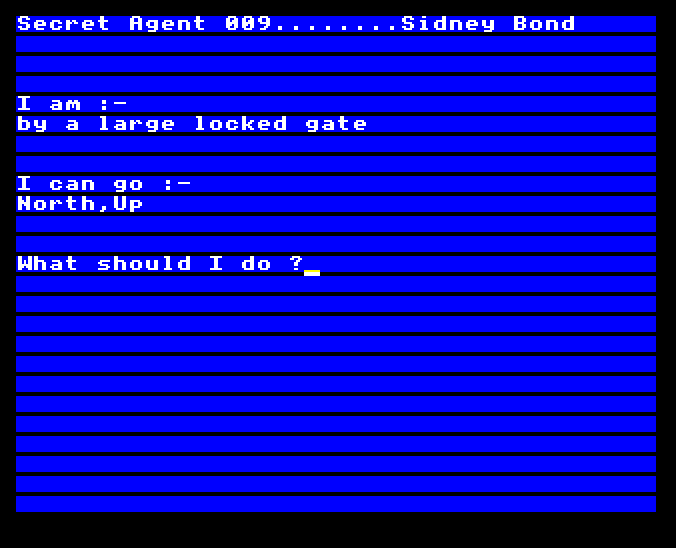 Secret Agent 009........Sidney Bond
I am :-
by a large locked gate
I can go :-
North,Up
What should I do ?_